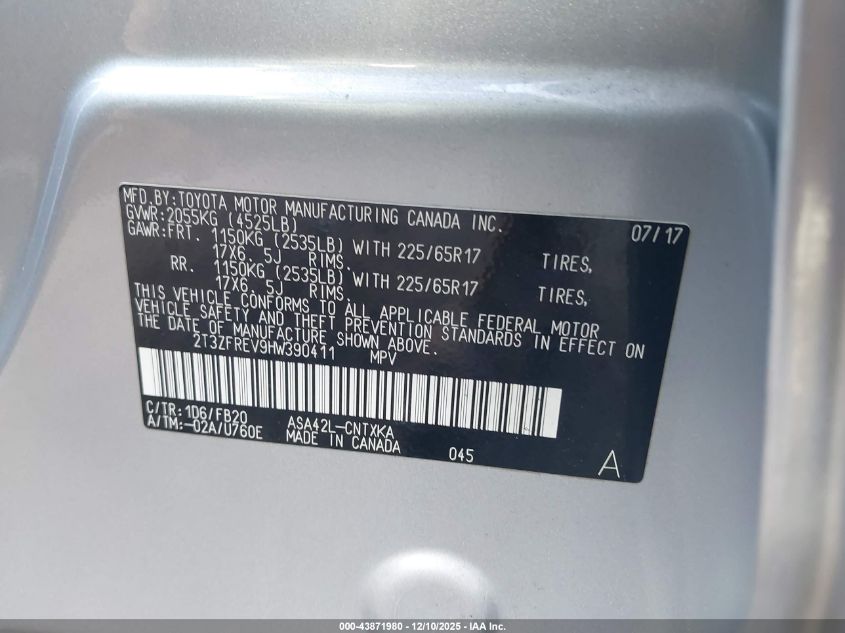 MFD.BY:TOYOTA MOTOR MANUFACTURING CANADA INC. 07/17
GVWR:2055KG (4525LB)
GAWR:FRT. 1150KG (2535LB) WITH 225/65R17 TIRES,
17X6. 5J RIMS.
RR. 1150KG (2535LB) WITH 225/65R17 TIRES,
17X6. 5J RIMS.
THIS VEHICLE CONFORMS TO ALL APPLICABLE FEDERAL MOTOR
VEHICLE SAFETY AND THEFT PREVENTION STANDARDS IN EFFECT ON
THE DATE OF MANUFACTURE SHOWN ABOVE.
2T3ZFREV9HW390411 MPV
C/TR:1D6/FB20 ASA42L-CNTXKA
A/TM:-02A/U760E MADE IN CANADA 045 A
000-43871980 — 12/10/2025 — IAA Inc.